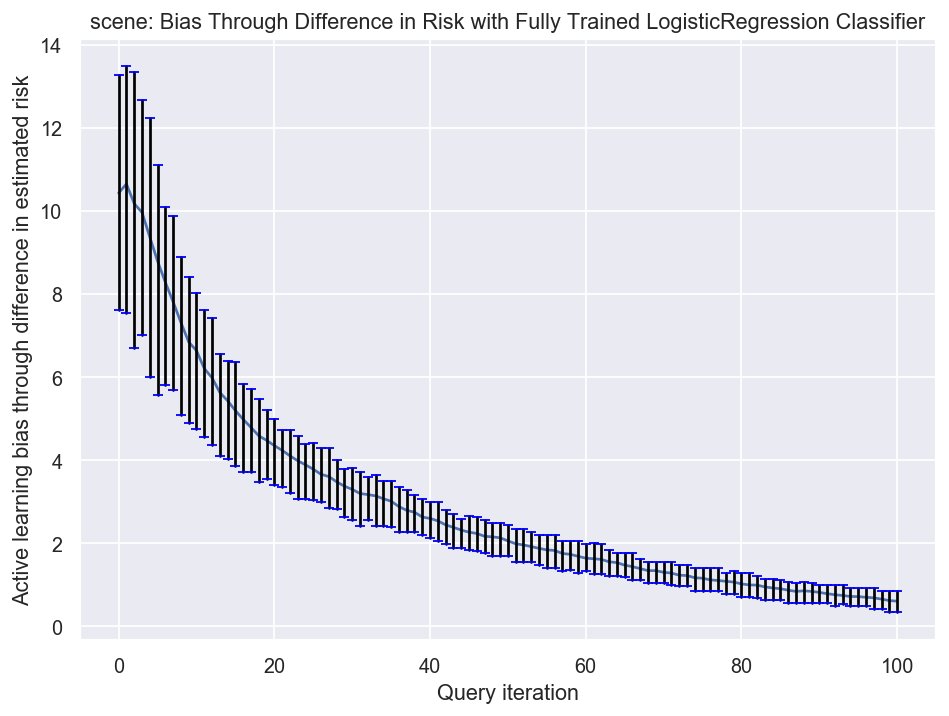 scene: Bias Through Difference in Risk with Fully Trained LogisticRegression Classifier
Active learning bias through difference in estimated risk
14
12
10
8
6
4
2
0
0 20 40 60 80 100
Query iteration